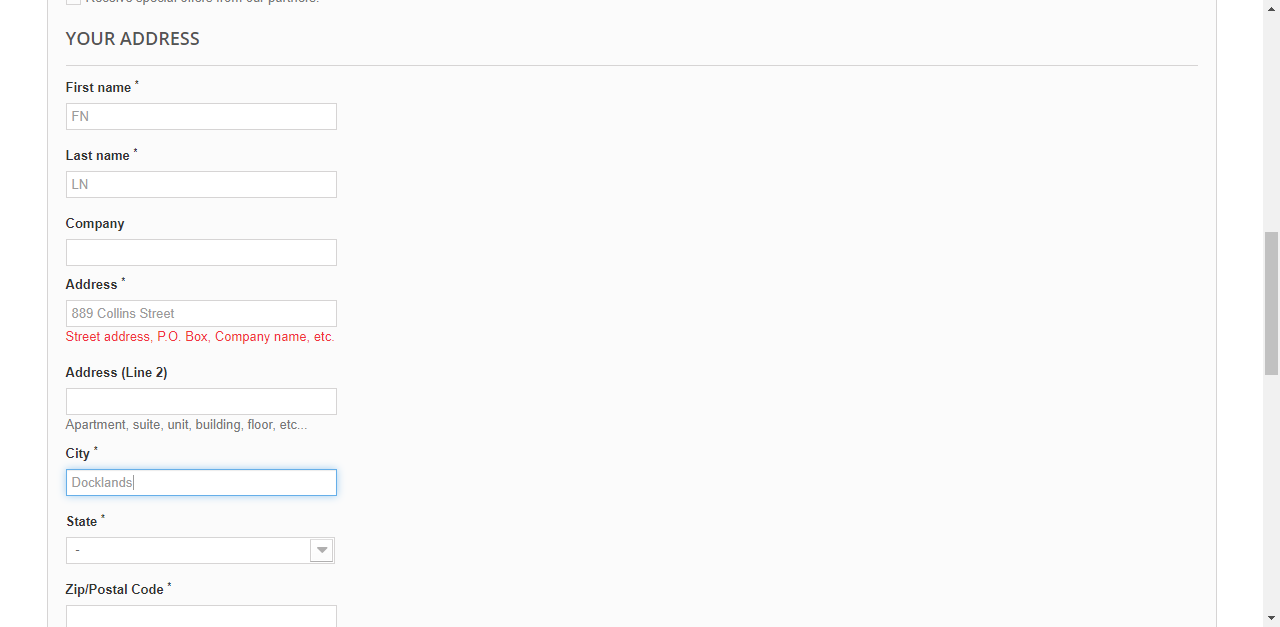 Receive special offers from our partners!
YOUR ADDRESS
First name *
FN
Last name *
LN
Company
Address *
889 Collins Street
Street address, P.O. Box, Company name, etc.
Address (Line 2)
Apartment, suite, unit, building, floor, etc...
City *
Docklands
State *
-
Zip/Postal Code *